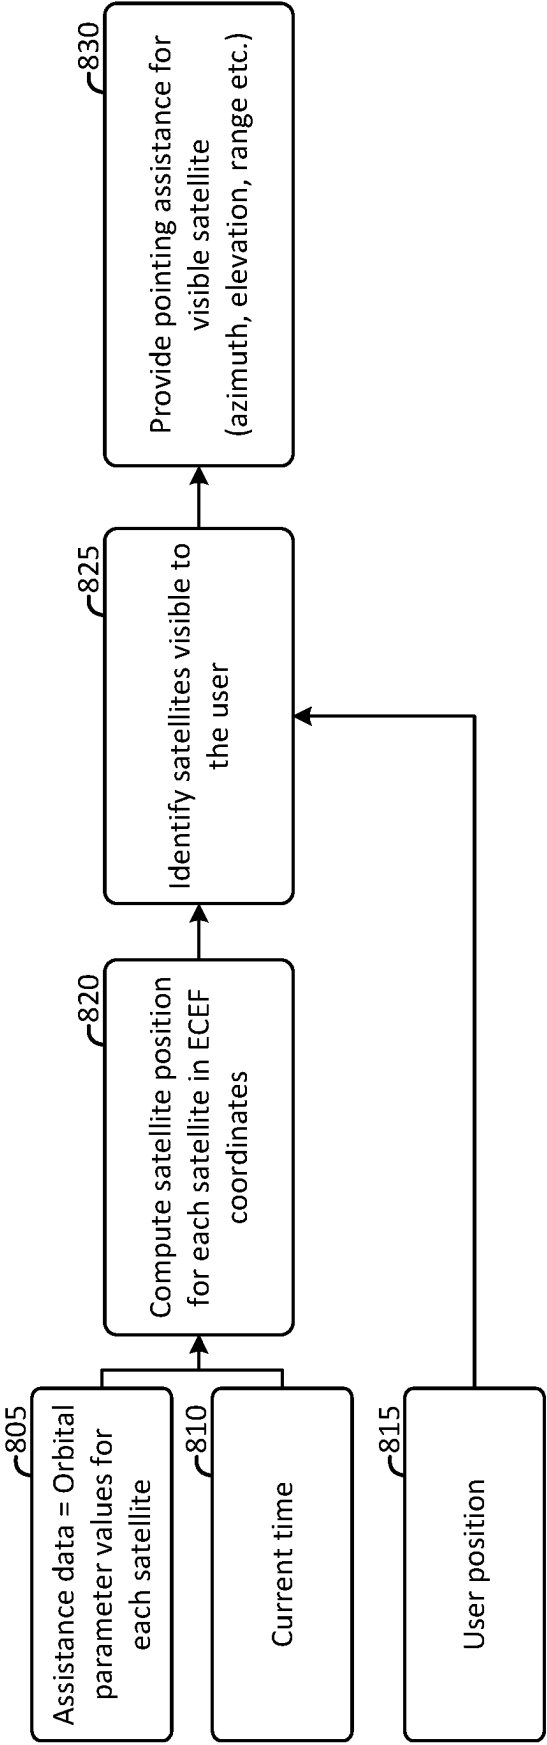 805
Assistance data = Orbital
parameter values for
each satellite
810
Current time
815
User position
820
Compute satellite position
for each satellite in ECEF
coordinates
825
Identify satellites visible to
the user
830
Provide pointing assistance for
visible satellite
(azimuth, elevation, range etc.)